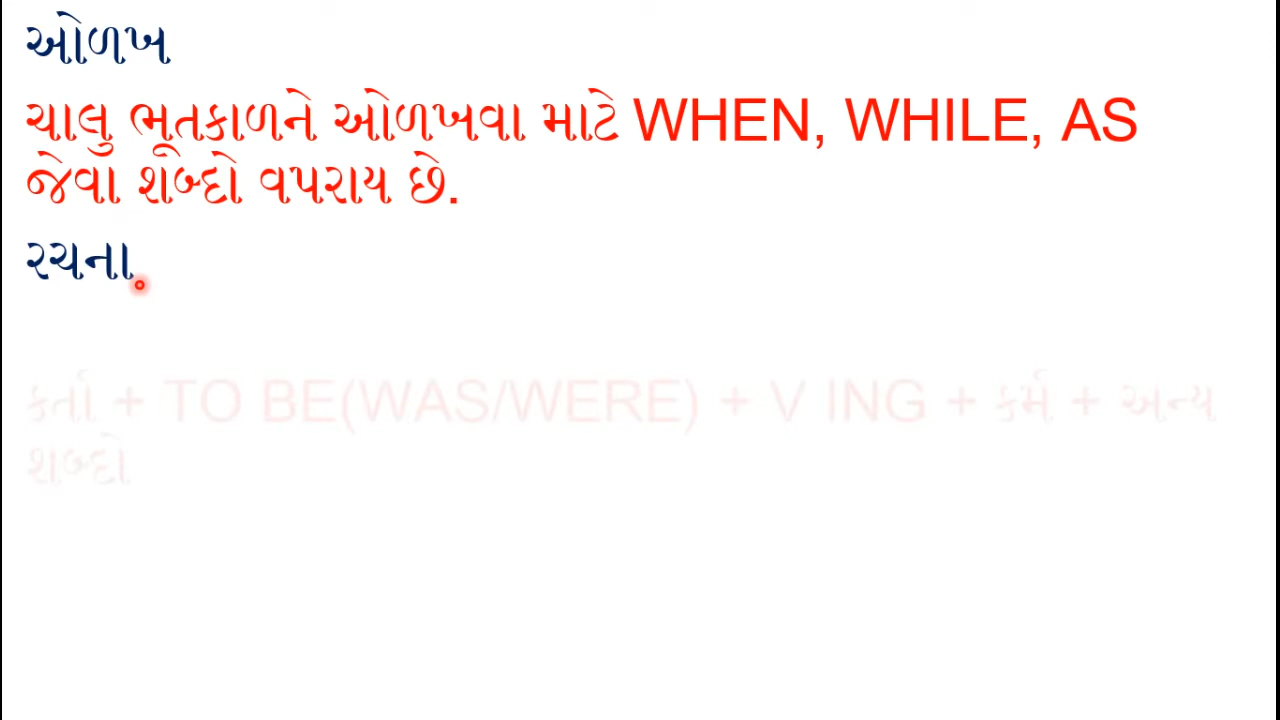 ઓળખ
ચાલુ ભૂતકાળને ઓળખવા માટે WHEN, WHILE, AS
જેવા શબ્દો વપરાય છે.
રચના
કર્તા + TO BE(WAS/WERE) + V ING + કર્મ + અન્ય
શબ્દો